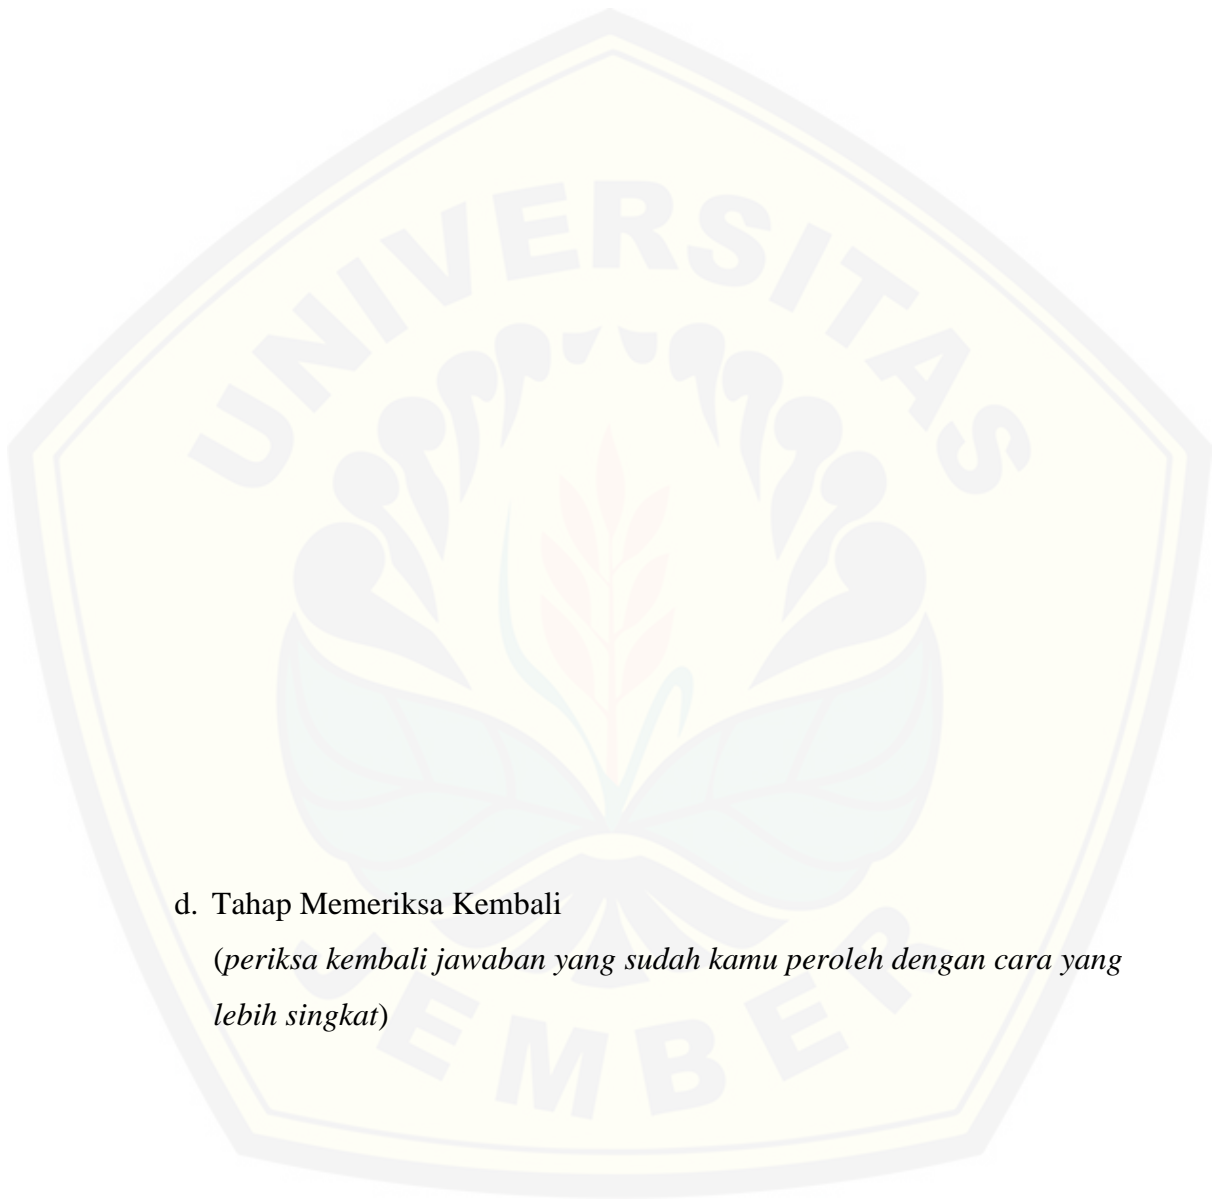 UNIVERSITAS
d. Tahap Memeriksa Kembali
(periksa kembali jawaban yang sudah kamu peroleh dengan cara yang
lebih singkat)
JEMBER